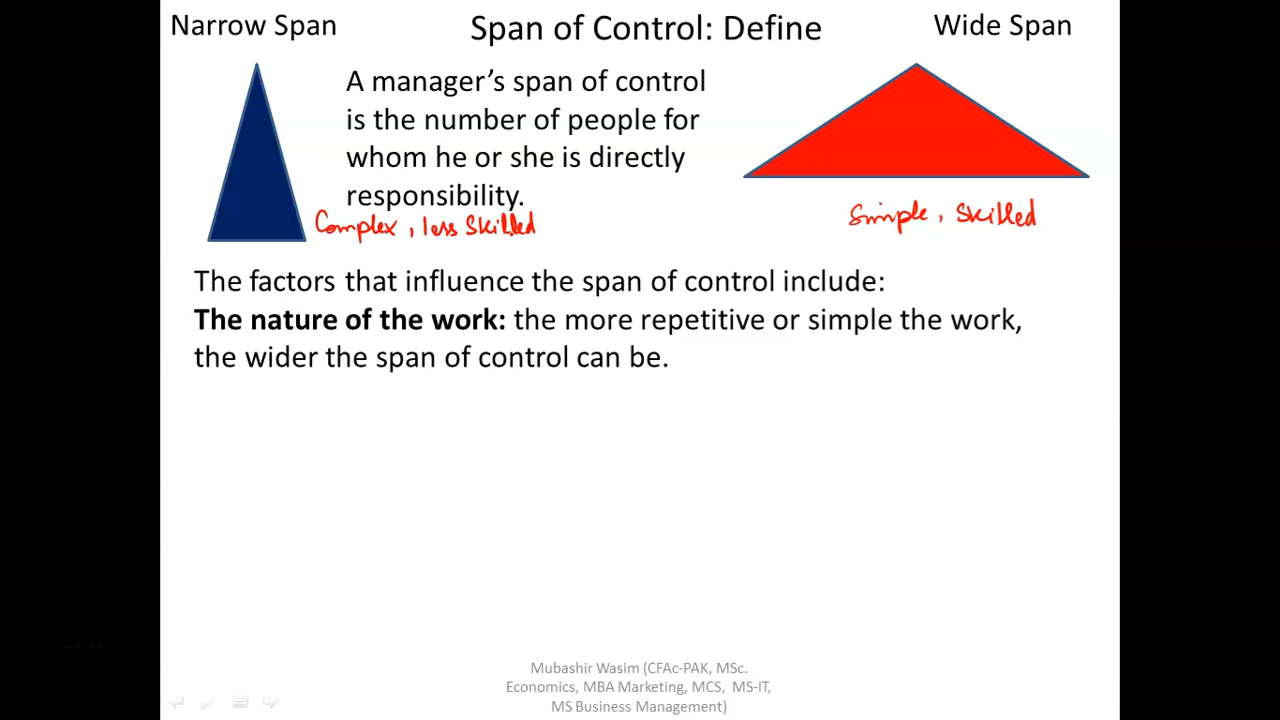 Narrow Span
Span of Control: Define
Wide Span
A manager’s span of control
is the number of people for
whom he or she is directly
responsibility.
Complex, less Skilled
Simple, Skilled
The factors that influence the span of control include:
The nature of the work: the more repetitive or simple the work,
the wider the span of control can be.
Mubashir Wasim (CFAc-PAK, MSc.
Economics, MBA Marketing, MCS, MS-IT,
MS Business Management)